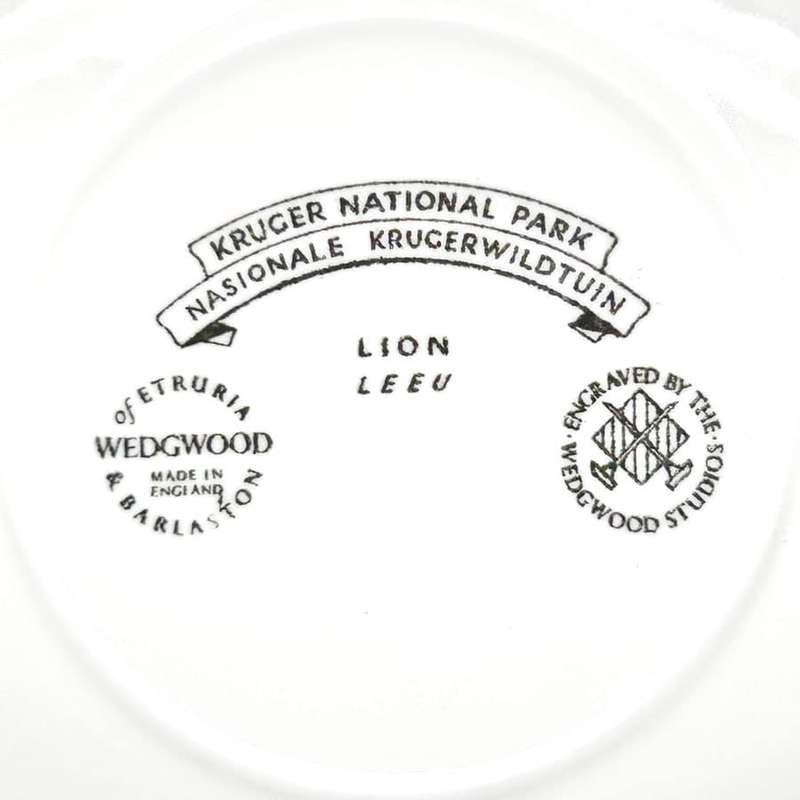 KRUGER NATIONAL PARK
NASIONALE KRUGERWILDTUIN
LION
LEEU
of ETRURIA
WEDGWOOD
MADE IN
ENGLAND
& BARLASTON
· ENGRAVED BY THE ·
WEDGWOOD STUDIOS